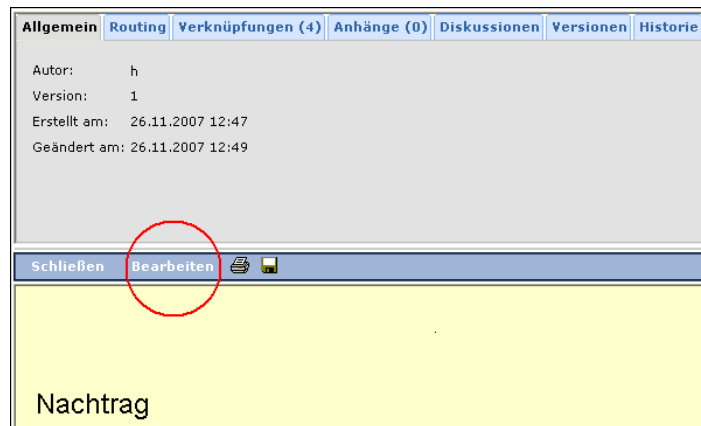 Allgemein Routing Verknüpfungen (4) Anhänge (0) Diskussionen Versionen Historie
Autor: h
Version: 1
Erstellt am: 26.11.2007 12:47
Geändert am: 26.11.2007 12:49
Schließen Bearbeiten
Nachtrag